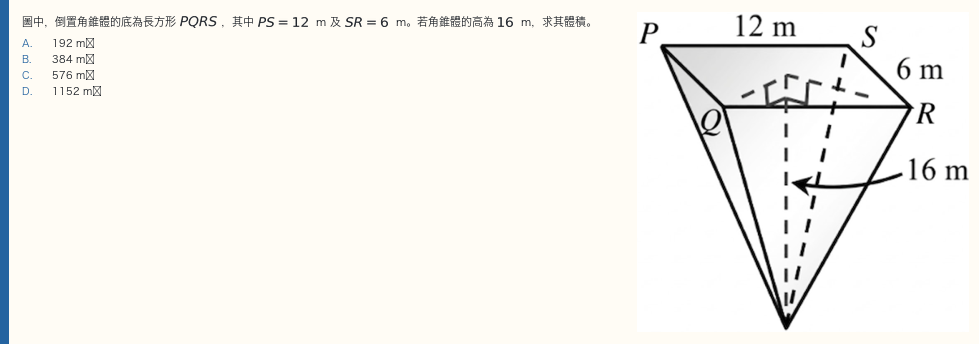 圖中，倒置角錐體的底為長方形 PQRS ，其中 PS = 12 m 及 SR = 6 m。若角錐體的高為 16 m，求其體積。
A. 192 m
B. 384 m
C. 576 m
D. 1152 m
P
12 m
S
6 m
Q
R
16 m